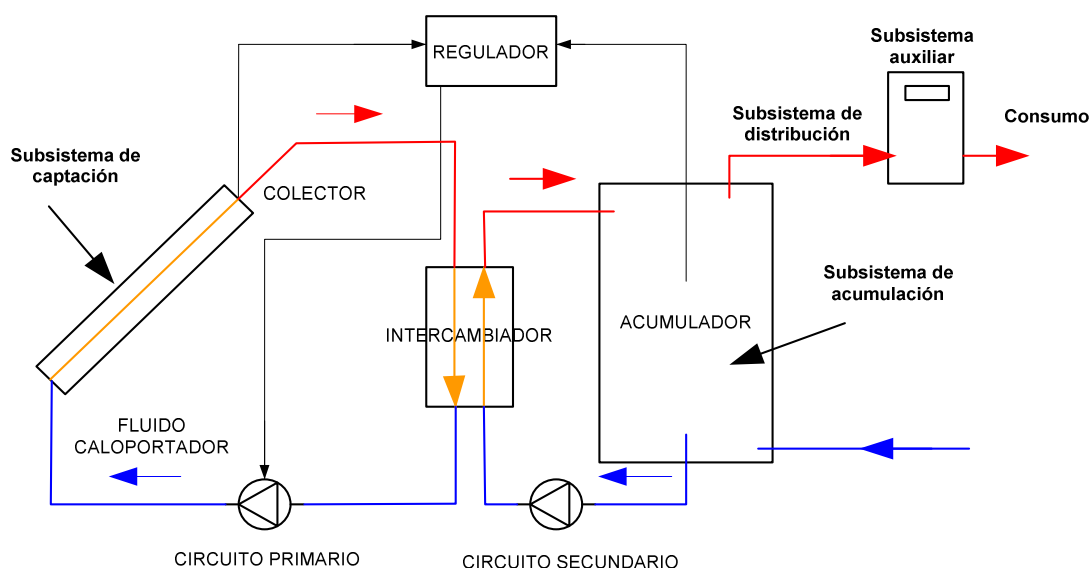 Subsistema
auxiliar
REGULADOR
Consumo
Subsistema de
distribución
Subsistema de
captación
COLECTOR
Subsistema de
acumulación
ACUMULADOR
INTERCAMBIADOR
FLUIDO
CALOPORTADOR
CIRCUITO PRIMARIO
CIRCUITO SECUNDARIO